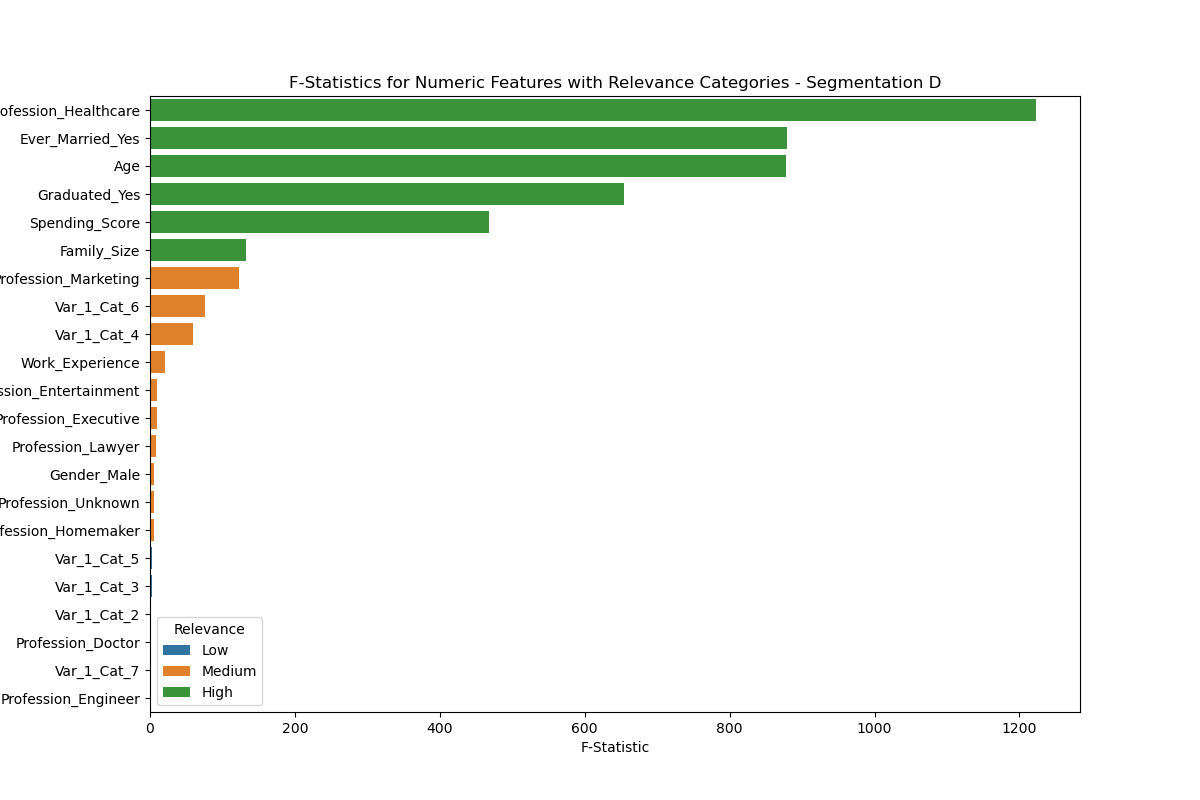 F-Statistics for Numeric Features with Relevance Categories - Segmentation D
ofession_Healthcare
Ever_Married_Yes
Age
Graduated_Yes
Spending_Score
Family_Size
Profession_Marketing
Var_1_Cat_6
Var_1_Cat_4
Work_Experience
ssion_Entertainment
Profession_Executive
Profession_Lawyer
Gender_Male
Profession_Unknown
fession_Homemaker
Var_1_Cat_5
Var_1_Cat_3
Var_1_Cat_2
Profession_Doctor
Var_1_Cat_7
Profession_Engineer
Relevance
Low
Medium
High
0 200 400 600 800 1000 1200
F-Statistic